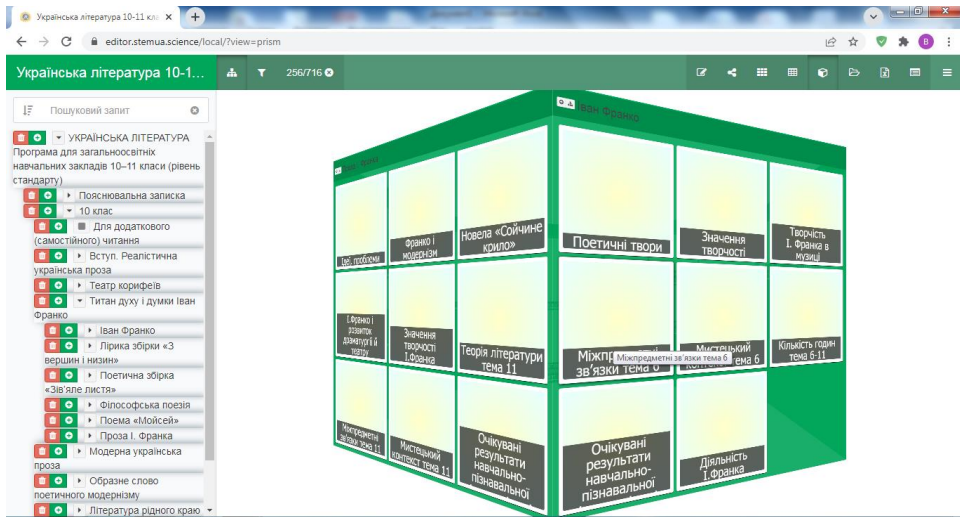 Українська література 10-11 кл
editor.stemua.science/local/?view=prism
B
Українська література 10-1...
256/716
Пошуковий запит
УКРАЇНСЬКА ЛІТЕРАТУРА
Програма для загальноосвітніх
навчальних закладів 10–11 класи (рівень
стандарту)
Пояснювальна записка
10 клас
Для додаткового
(самостійного) читання
Вступ. Реалістична
українська проза
Театр корифеїв
Титан духу і думки Іван
Франко
Іван Франко
Лірика збірки «З
вершин і низин»
Поетична збірка
«Зів'яле листя»
Філософська поезія
Поема «Мойсей»
Проза І. Франка
Модерна українська
проза
Образне слово
поетичного модернізму
Література рідного краю
Ідеї, проблеми
Франко і
модернізм
Новела «Сойчине
крило»
І.Франко і
розвиток
драматургії й
театру
Значення
творчості
І.Франка
Теорія літератури
тема 11
Міжпредметні
зв'язки тема 11
Мистецький
контекст тема 11
Очікувані
результати
навчально-
пізнавальної
Іван Франко
Поетичні твори
Значення
творчості
Творчість
І. Франка в
музиці
зв'язки тема 6
Міжпредметні зв'язки тема 6
Мистецький
тема 6
Кількість годин
тема 6-11
Очікувані
результати
навчально-
пізнавальної
Діяльність
І.Франка